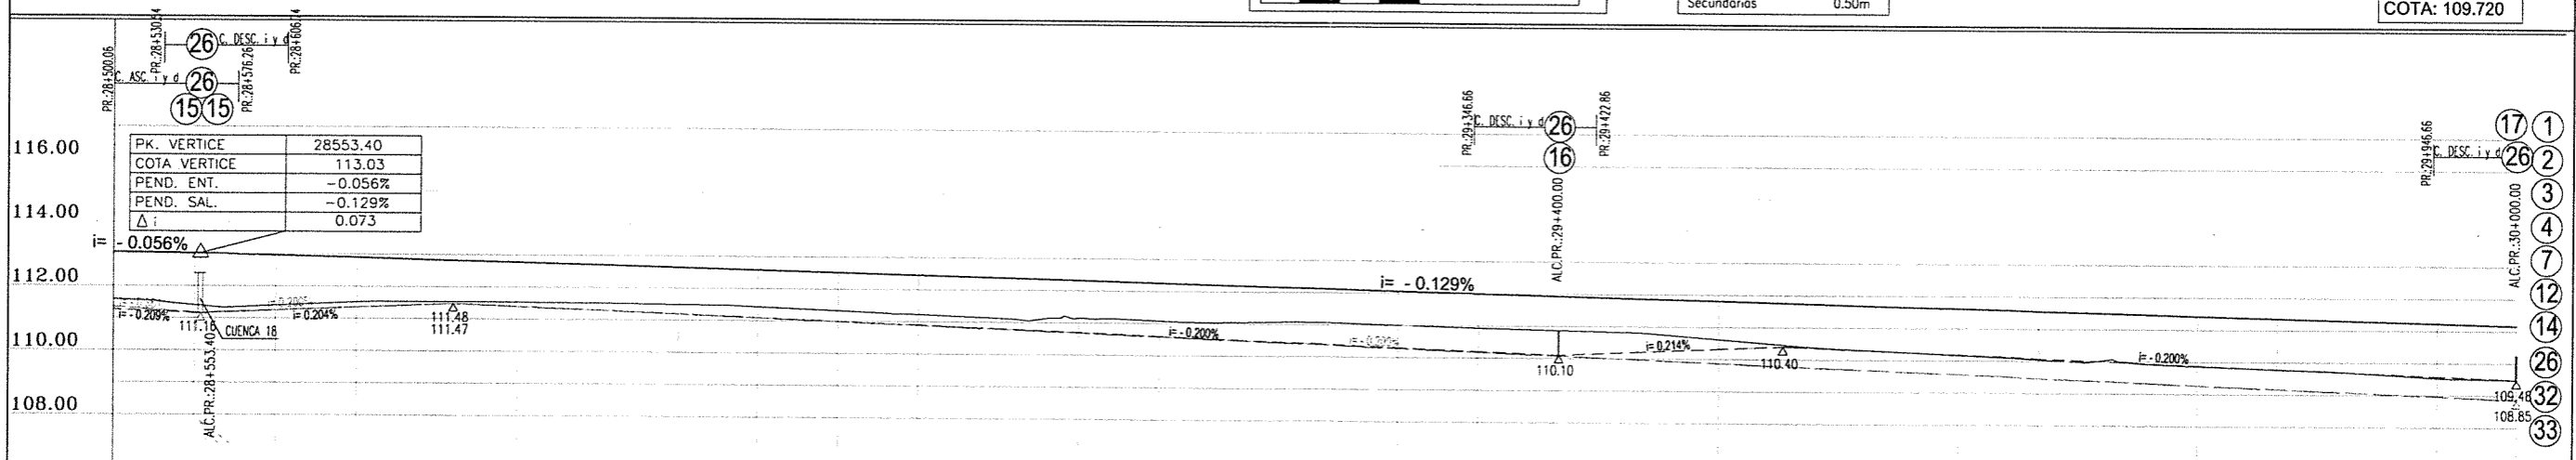 Secundarios 0.50m
COTA: 109.720
PR.:28+500.06
PR.:28+530.54
26 C. DESC. i y d
PR.:28+606.74
C. ASC. i y d 26
PR.:28+576.26
15 15
PR.:29+346.66
C. DESC. i y d 26
PR.:29+422.86
16
ALC.PR.:29+400.00
PR.:29+946.66
C. DESC. i y d 26
17 1
2
3
4
7
12
14
26
32
33
ALC.PR.:30+000.00
116.00
114.00
112.00
110.00
108.00
PK. VERTICE 28553.40
COTA VERTICE 113.03
PEND. ENT. -0.056%
PEND. SAL. -0.129%
Δ i 0.073
i= - 0.056%
i= - 0.129%
i= - 0.209%
111.16
CUENCA 18
i= 0.204%
111.48
111.47
i= - 0.200%
i= 0.214%
110.10
110.40
i= - 0.200%
109.48
108.85
ALC.PR.:28+553.40